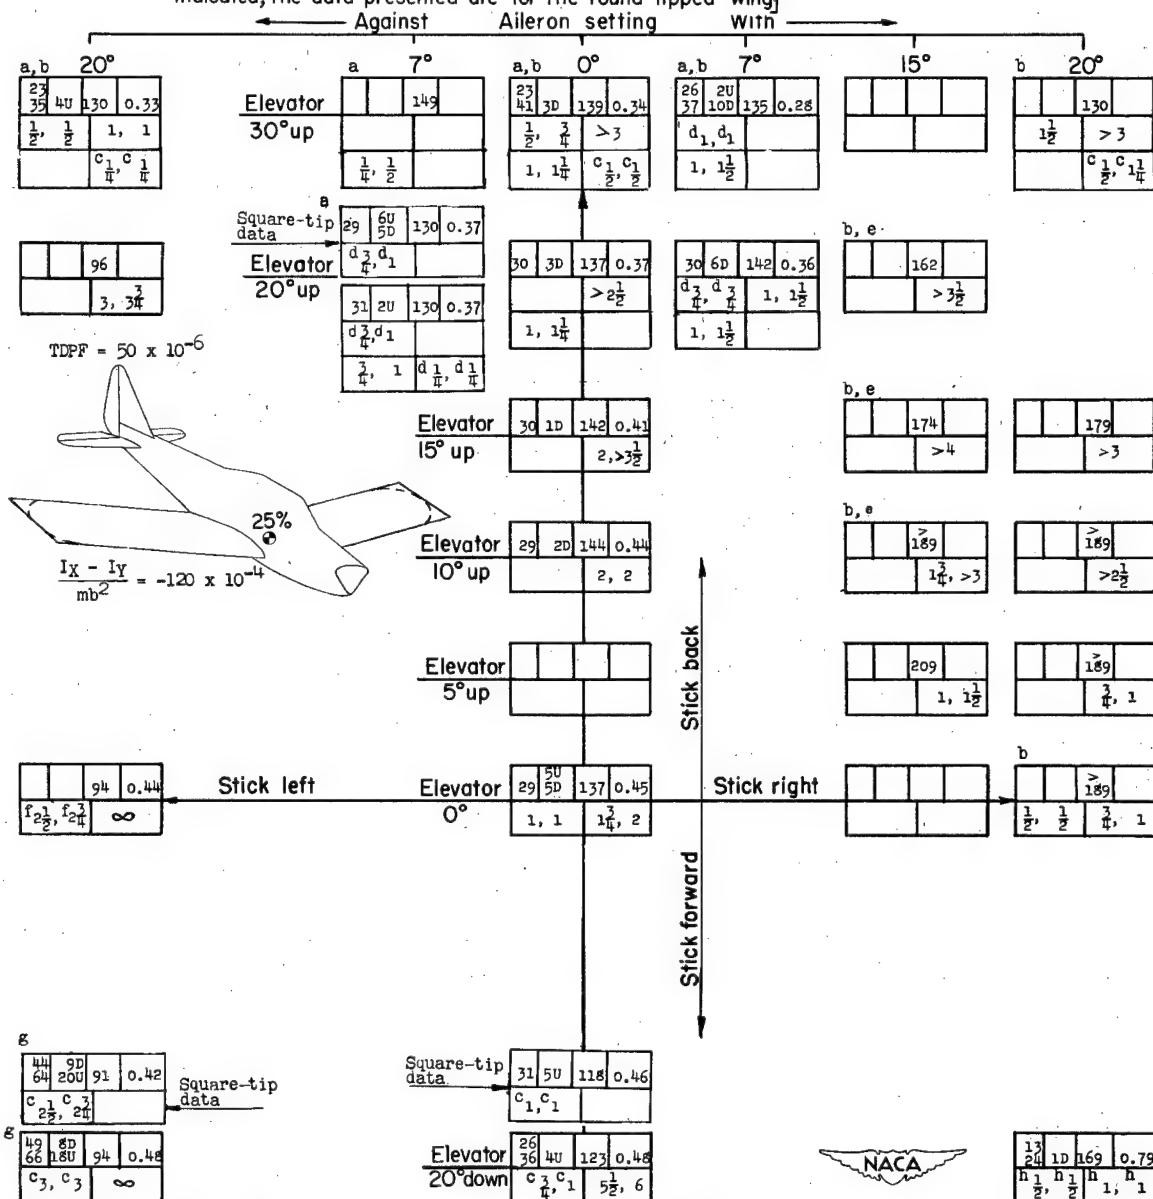 indicated, the data presented are for the round tipped wing]
Against Aileron setting With
20° 7° 0° 7° 15° 20°
a,b
23 35 4U 130 0.33
1/2, 1/2 1, 1
c 1/4, c 1/4
Elevator 30° up
a
149
1/4, 1/2
a,b
23 41 3D 139 0.34
1/2, 3/4 >3
1, 1 1/4 c 1/2, c 1/2
a,b
26 37 2U 10D 135 0.28
d 1, d 1
1, 1 1/2
b
130
1 1/2 >3
c 1/2, c 1 1/4
96
3, 3 3/4
Square-tip data
a
29 6U 5D 130 0.37
d 3/4, d 1
Elevator 20° up
31 2U 130 0.37
d 3/4, d 1
3/4, 1 d 1/4, d 1/4
30 3D 137 0.37
>2 1/2
1, 1 1/4
30 6D 142 0.36
d 3/4, d 3/4 1, 1 1/2
1, 1 1/2
b, e
162
>3 1/2
TDPF = 50 x 10-6
25%
IX - IY / mb2 = -120 x 10-4
Elevator 15° up
30 1D 142 0.41
2, >3 1/2
b, e
174
>4
179
>3
Elevator 10° up
29 2D 144 0.44
2, 2
b, e
>189
1 3/4, >3
>189
>2 1/2
Elevator 5° up
Stick back
209
1, 1 1/2
>189
3/4, 1
94 0.44
f 2 1/2, f 2 3/4 ∞
Stick left
Elevator 0°
29 5U 5D 137 0.45
1, 1 1 3/4, 2
Stick right
b
>189
1/2, 1/2 3/4, 1
Stick forward
g
44 64 9D 20U 91 0.42
c 2 1/2, c 2 3/4
Square-tip data
Square-tip data
31 5U 118 0.46
c 1, c 1
g
49 66 8D 18U 94 0.48
c 3, c 3 ∞
Elevator 20° down
26 36 4U 123 0.48
c 3/4, c 1 5 1/2, 6
NACA
13 24 1D 169 0.79
h 1/2, h 1/2 h 1, h 1